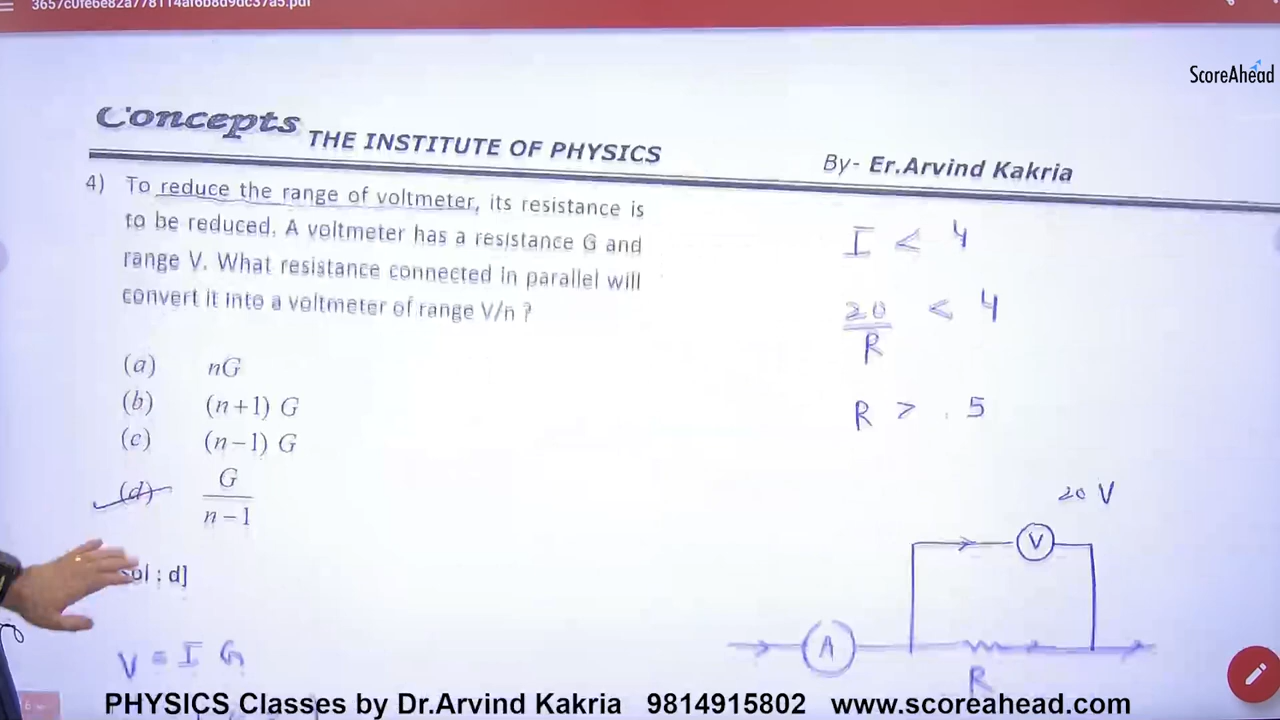 3657c0fe6e82a778114af6b8d9dc37a5.pdf
ScoreAhead
Concepts THE INSTITUTE OF PHYSICS
By- Er.Arvind Kakria
4) To reduce the range of voltmeter, its resistance is
to be reduced. A voltmeter has a resistance G and
range V. What resistance connected in parallel will
convert it into a voltmeter of range V/n ?
(a) nG
(b) (n+1) G
(c) (n−1) G
(d) G
n−1
ol : d]
V = I G
I < 4
20 < 4
R
R > . 5
20 V
V
A
R
6
PHYSICS Classes by Dr.Arvind Kakria 9814915802 www.scoreahead.com